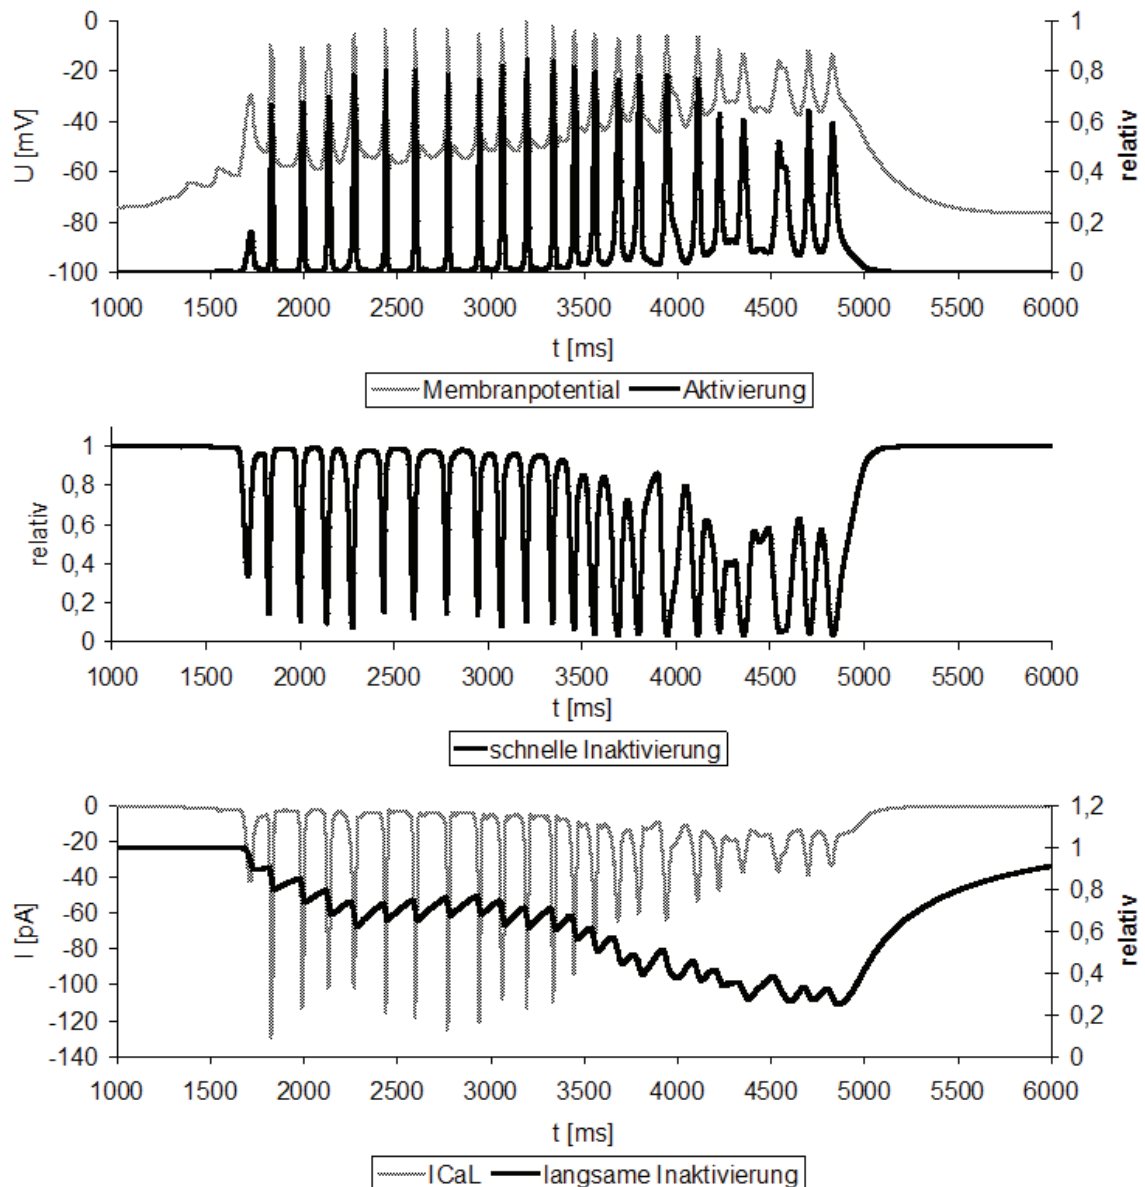 0 1
-20 0,8
-40 0,6
-60 0,4
-80 0,2
-100 0
U [mV]
relativ
1000 1500 2000 2500 3000 3500 4000 4500 5000 5500 6000
t [ms]
Membranpotential Aktivierung
1
0,8
0,6
0,4
0,2
0
relativ
1000 1500 2000 2500 3000 3500 4000 4500 5000 5500 6000
t [ms]
schnelle Inaktivierung
0 1,2
-20 1
-40 0,8
-60
-80 0,6
-100 0,4
-120 0,2
-140 0
I [pA]
relativ
1000 1500 2000 2500 3000 3500 4000 4500 5000 5500 6000
t [ms]
ICaL langsame Inaktivierung